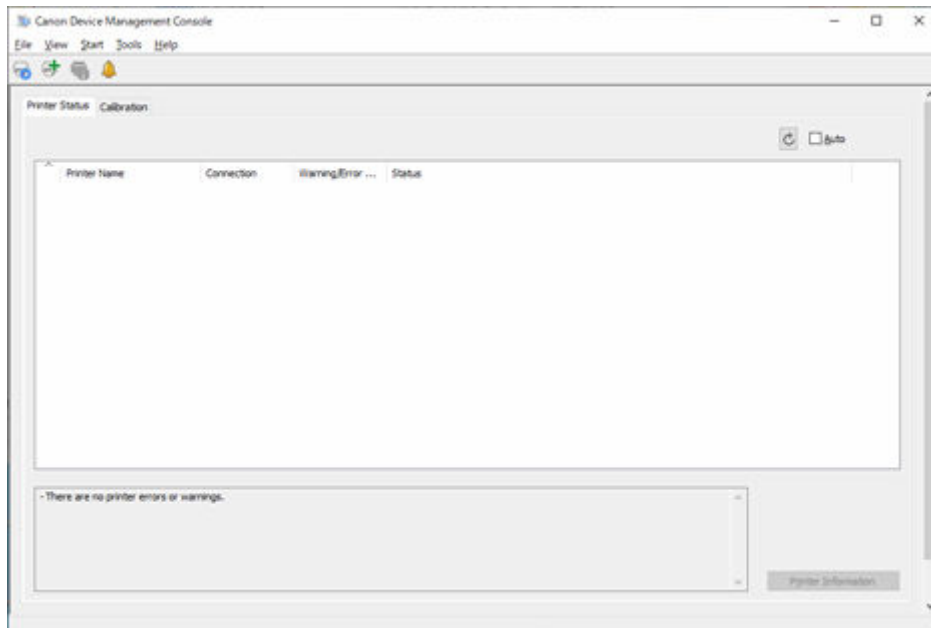 Canon Device Management Console
File View Start Tools Help
Printer Status Calibration
Auto
Printer Name Connection Warning/Error ... Status
- There are no printer errors or warnings.
Printer Information